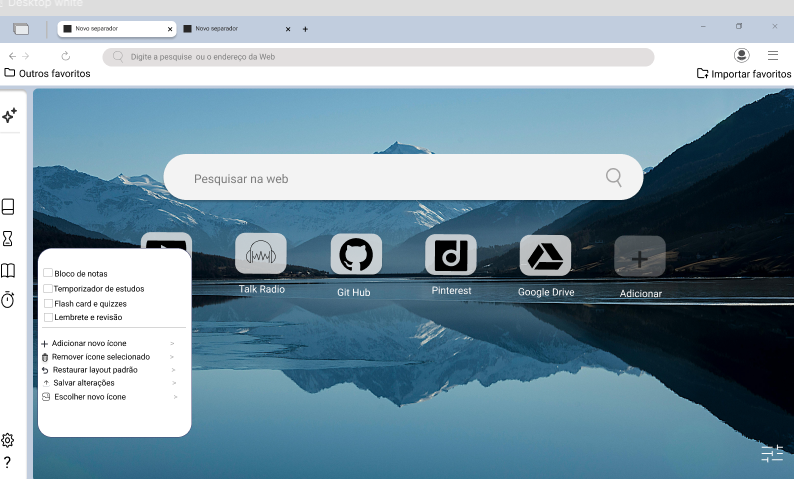 Desktop white
Novo separador
Novo separador
Digite a pesquise ou o endereço da Web
Outros favoritos
Importar favoritos
Pesquisar na web
Talk Radio
Git Hub
Pinterest
Google Drive
Adicionar
Bloco de notas
Temporizador de estudos
Flash card e quizzes
Lembrete e revisão
Adicionar novo ícone >
Remover ícone selecionado >
Restaurar layout padrão >
Salvar alterações >
Escolher novo ícone >
?